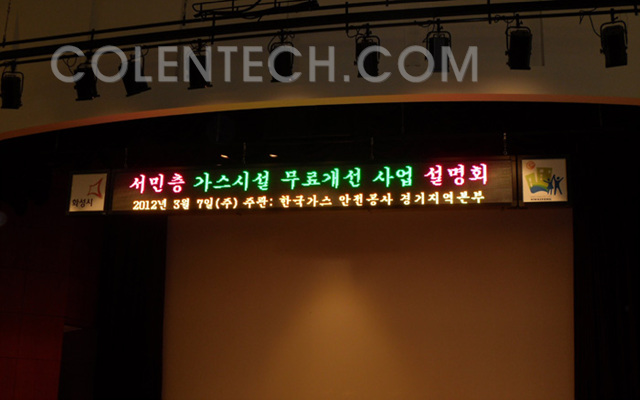 COLENTECH.COM
서민층 가스시설 무료개선 사업 설명회
화성시
2012년 3월 7일(주) 주관: 한국가스 안전공사 경기지역본부